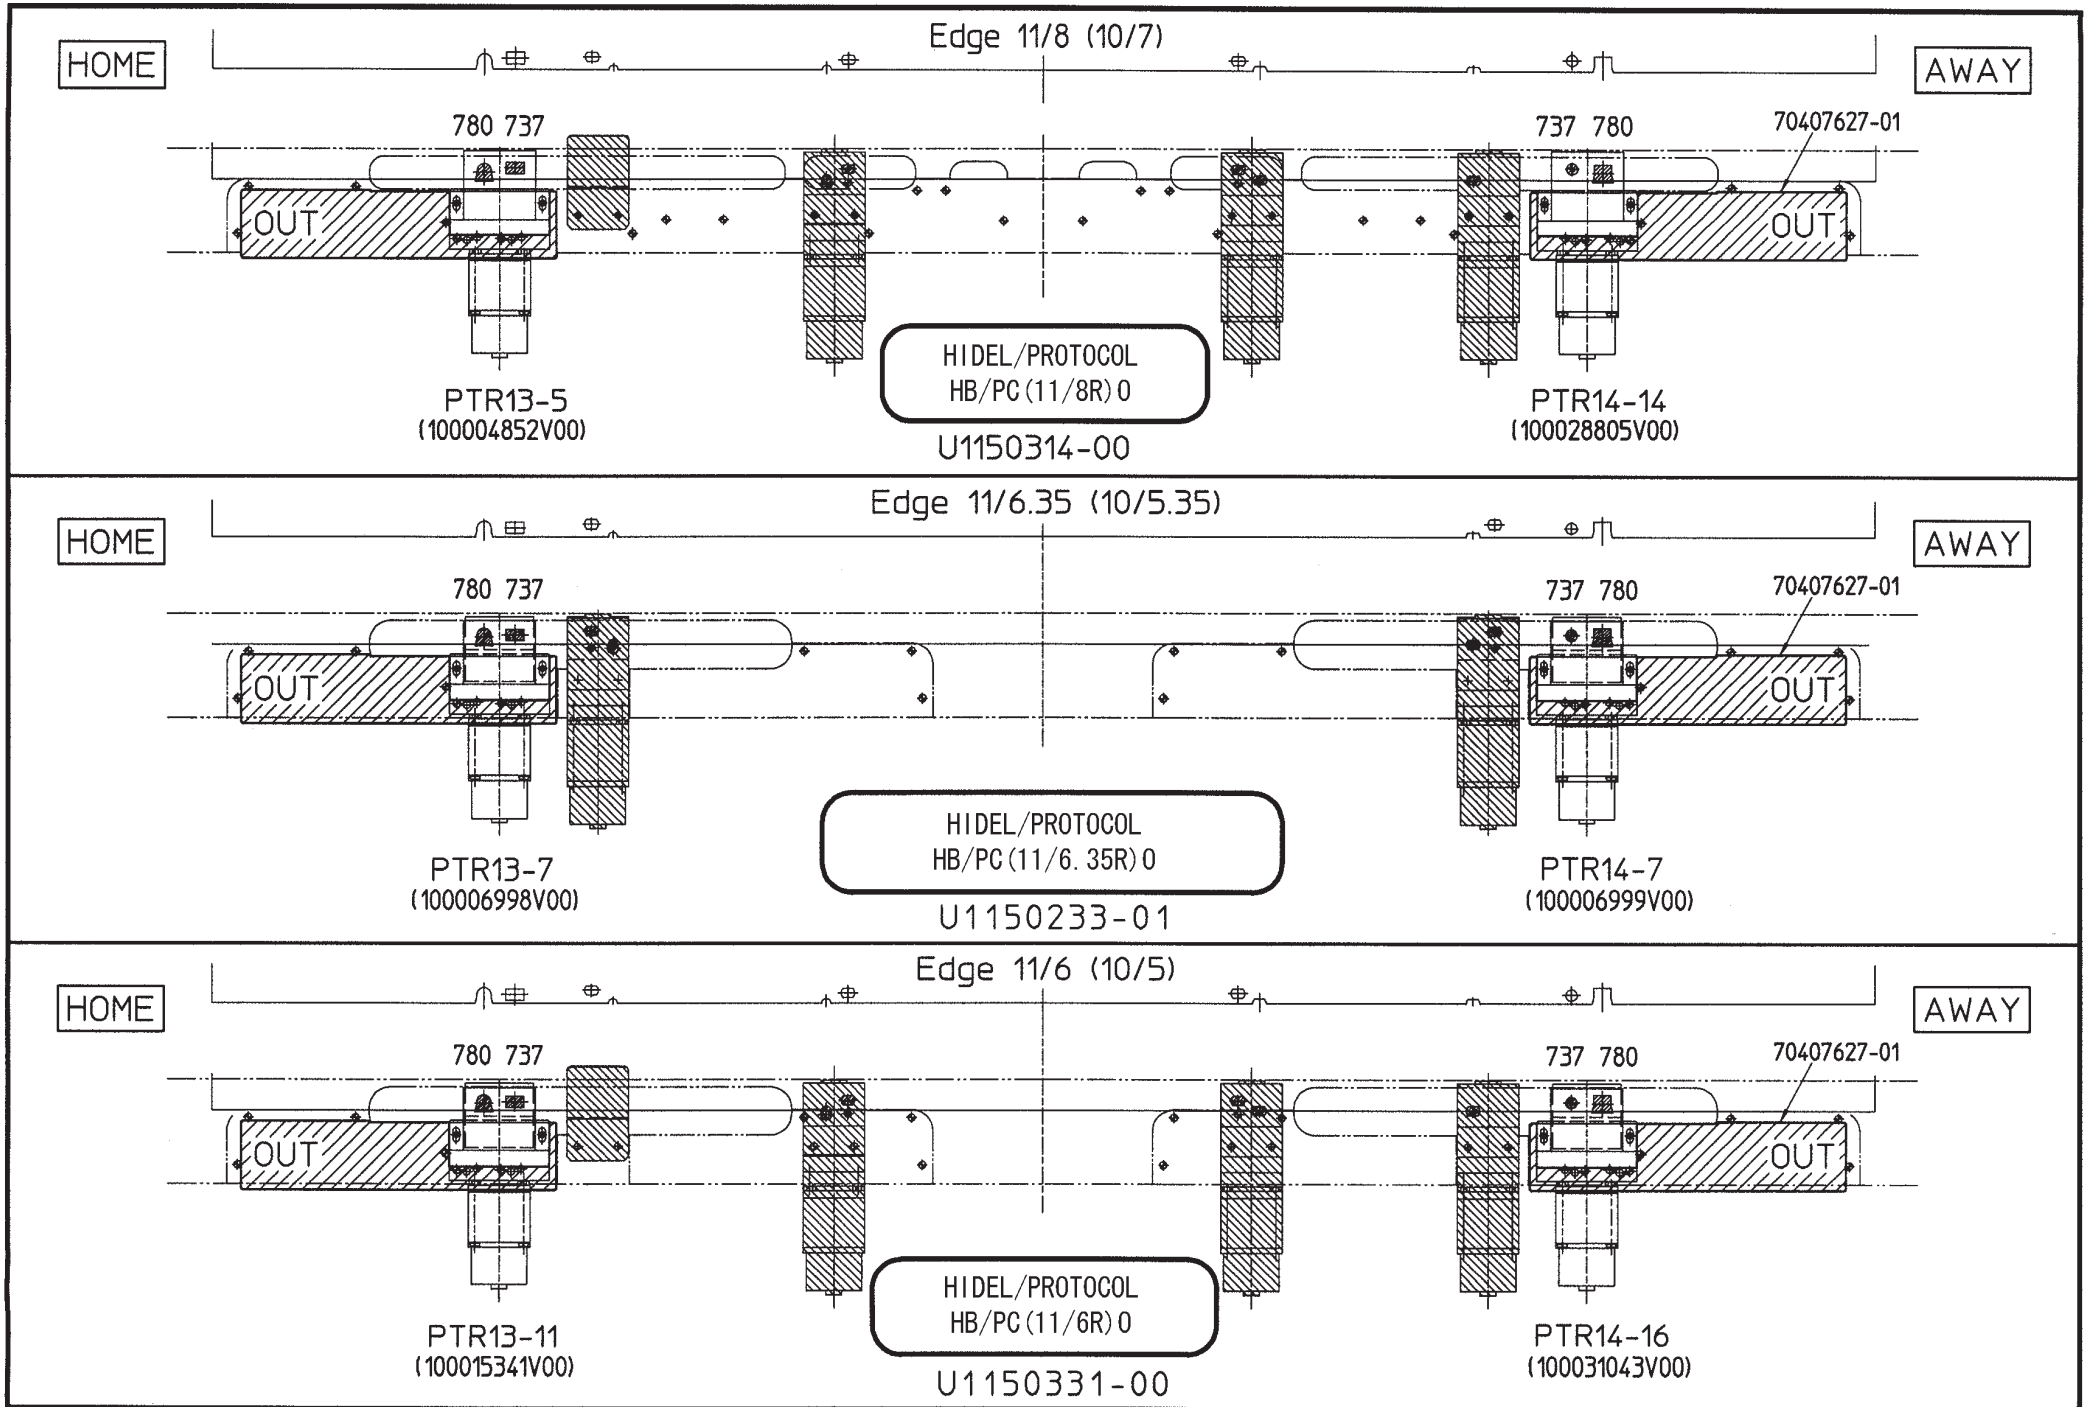 Edge 11/8 (10/7)
HOME
AWAY
780 737
737 780
70407627-01
OUT
OUT
HIDEL/PROTOCOL
HB/PC(11/8R)0
PTR13-5
(100004852V00)
PTR14-14
(100028805V00)
U1150314-00
Edge 11/6.35 (10/5.35)
HOME
AWAY
780 737
737 780
70407627-01
OUT
OUT
HIDEL/PROTOCOL
HB/PC(11/6.35R)0
PTR13-7
(100006998V00)
PTR14-7
(100006999V00)
U1150233-01
Edge 11/6 (10/5)
HOME
AWAY
780 737
737 780
70407627-01
OUT
OUT
HIDEL/PROTOCOL
HB/PC(11/6R)0
PTR13-11
(100015341V00)
PTR14-16
(100031043V00)
U1150331-00